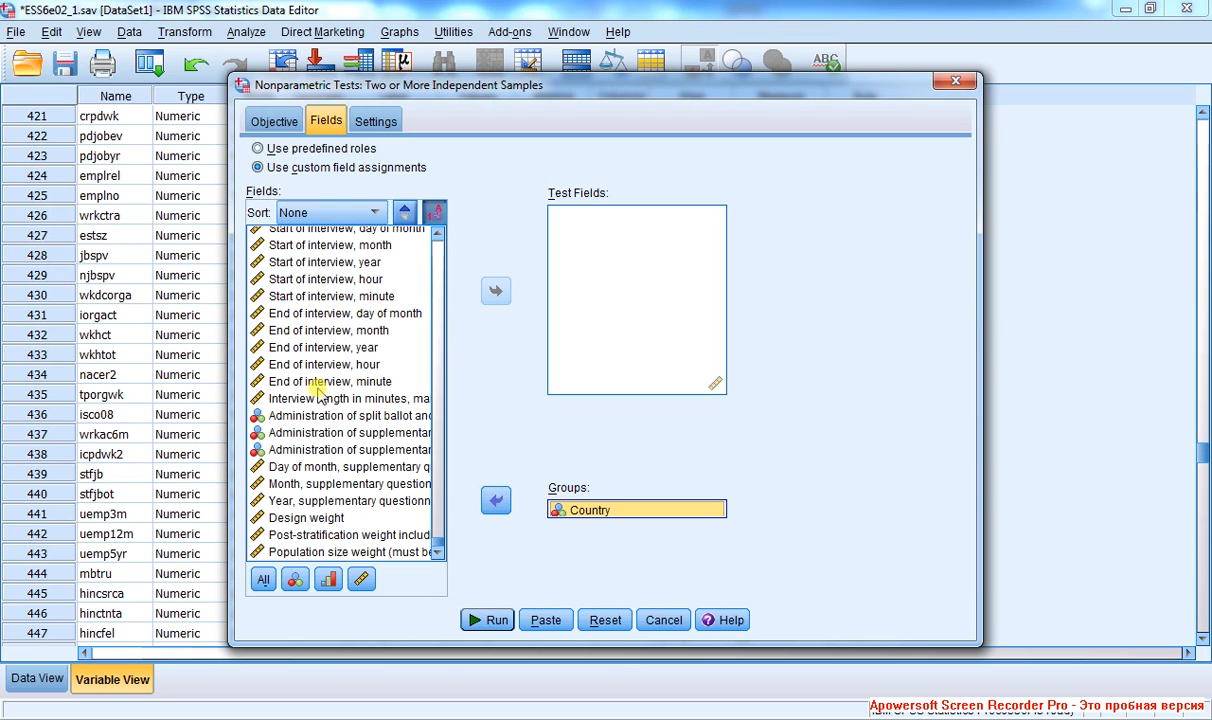 *ESS6e02_1.sav [DataSet1] - IBM SPSS Statistics Data Editor
File Edit View Data Transform Analyze Direct Marketing Graphs Utilities Add-ons Window Help
Nonparametric Tests: Two or More Independent Samples
Name Type
421 crpdwk Numeric
422 pdjobev Numeric
423 pdjobyr Numeric
424 emplrel Numeric
425 emplno Numeric
426 wrkctra Numeric
427 estsz Numeric
428 jbspv Numeric
429 njbspv Numeric
430 wkdcorga Numeric
431 iorgact Numeric
432 wkhct Numeric
433 wkhtot Numeric
434 nacer2 Numeric
435 tporgwk Numeric
436 isco08 Numeric
437 wrkac6m Numeric
438 icpdwk2 Numeric
439 stfjb Numeric
440 stfjbot Numeric
441 uemp3m Numeric
442 uemp12m Numeric
443 uemp5yr Numeric
444 mbtru Numeric
445 hincsrca Numeric
446 hinctnta Numeric
447 hincfel Numeric
Objective Fields Settings
Use predefined roles
Use custom field assignments
Fields:
Sort: None
Start of interview, day of month
Start of interview, month
Start of interview, year
Start of interview, hour
Start of interview, minute
End of interview, day of month
End of interview, month
End of interview, year
End of interview, hour
End of interview, minute
Interview length in minutes, ma
Administration of split ballot and
Administration of supplementar
Administration of supplementar
Day of month, supplementary q
Month, supplementary question
Year, supplementary questionn
Design weight
Post-stratification weight includ
Population size weight (must be
All
Test Fields:
Groups:
Country
Run Paste Reset Cancel Help
Data View Variable View
Apowersoft Screen Recorder Pro - Это пробная версия